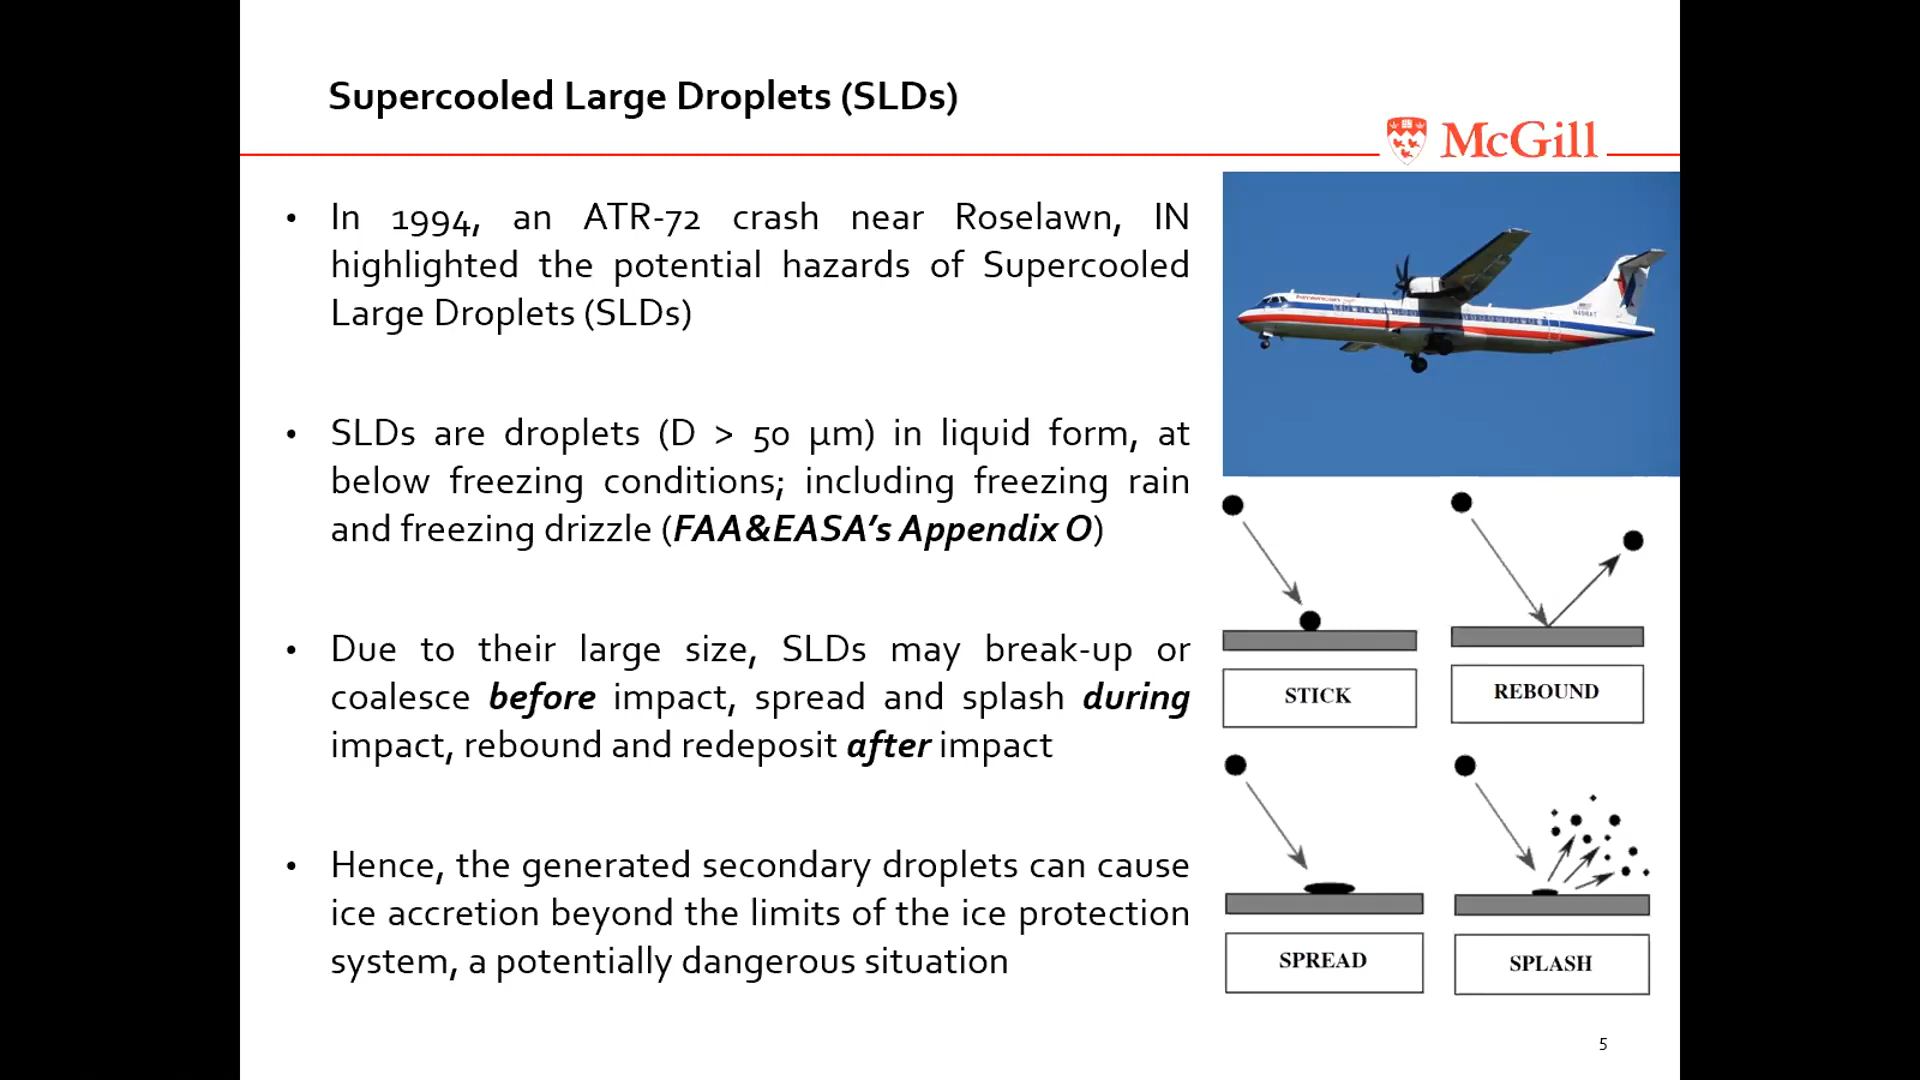 Supercooled Large Droplets (SLDs)
McGill
• In 1994, an ATR-72 crash near Roselawn, IN
highlighted the potential hazards of Supercooled
Large Droplets (SLDs)
• SLDs are droplets (D > 50 µm) in liquid form, at
below freezing conditions; including freezing rain
and freezing drizzle (FAA&EASA’s Appendix O)
• Due to their large size, SLDs may break-up or
coalesce before impact, spread and splash during
impact, rebound and redeposit after impact
• Hence, the generated secondary droplets can cause
ice accretion beyond the limits of the ice protection
system, a potentially dangerous situation
American
STICK
REBOUND
SPREAD
SPLASH
5